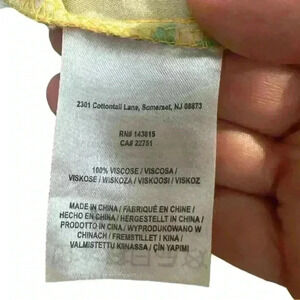 2301 Cottontail Lane, Somerset, NJ 08873
RN# 143815
CA# 22751
100% VISCOSE / VISCOSA /
VISKOSE / WISKOZA / VISKOOSI / VISKOZ
MADE IN CHINA / FABRIQUÉ EN CHINE /
HECHO EN CHINA / HERGESTELLT IN CHINA /
PRODOTTO IN CINA / WYPRODUKOWANO W
CHINACH / FREMSTILLET I KINA /
VALMISTETTU KIINASSA / ÇİN YAPIMI